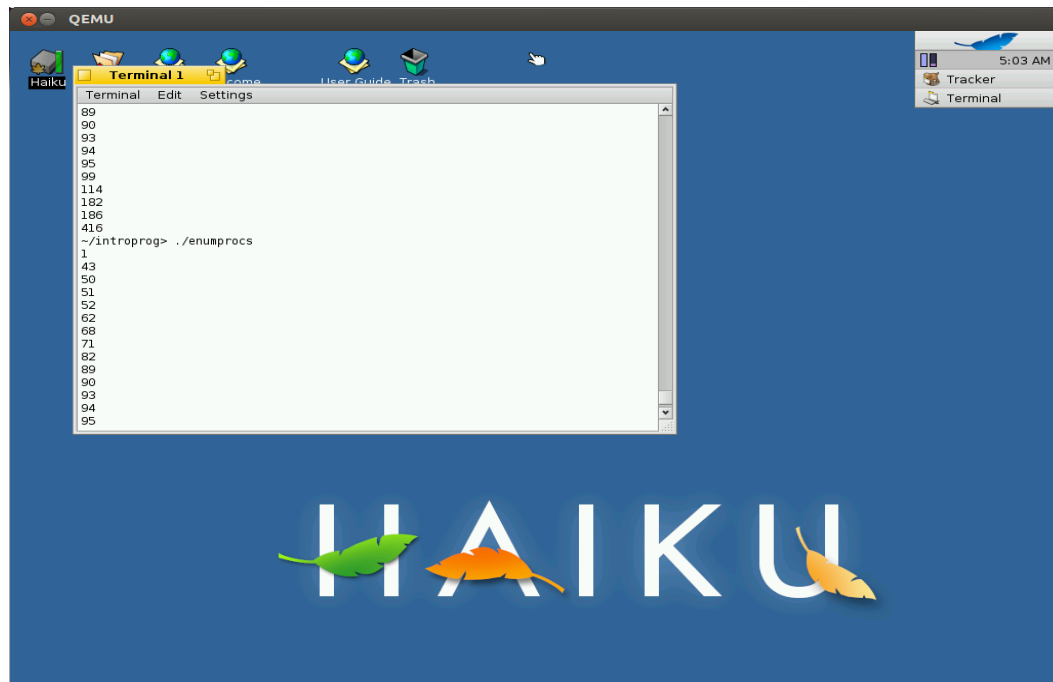 QEMU
5:03 AM
Tracker
Terminal
Haiku
User Guide Trash
Terminal 1
Terminal Edit Settings
89
90
93
94
95
99
114
182
186
416
~/introprog> ./enumprocs
1
43
50
51
52
62
68
71
82
89
90
93
94
95
HAIKU